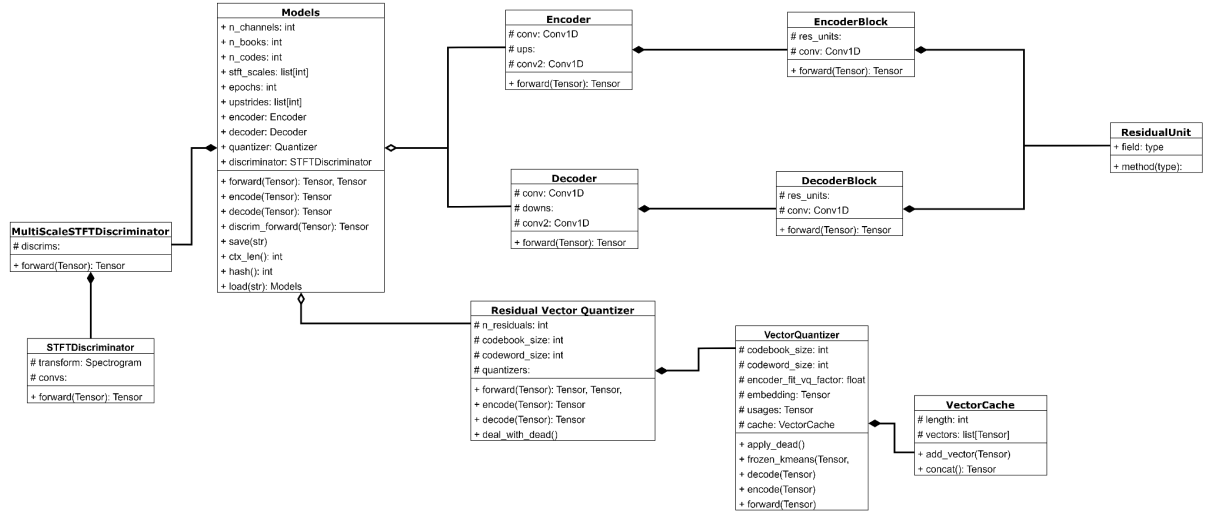 Models
+ n_channels: int
+ n_books: int
+ n_codes: int
+ stft_scales: list[int]
+ epochs: int
+ upstrides: list[int]
+ encoder: Encoder
+ decoder: Decoder
+ quantizer: Quantizer
+ discriminator: STFTDiscriminator
+ forward(Tensor): Tensor, Tensor
+ encode(Tensor): Tensor
+ decode(Tensor): Tensor
+ discrim_forward(Tensor): Tensor
+ save(str)
+ ctx_len(): int
+ hash(): int
+ load(str): Models
Encoder
# conv: Conv1D
# ups:
# conv2: Conv1D
+ forward(Tensor): Tensor
EncoderBlock
# res_units:
# conv: Conv1D
+ forward(Tensor): Tensor
ResidualUnit
+ field: type
+ method(type):
Decoder
# conv: Conv1D
# downs:
# conv2: Conv1D
+ forward(Tensor): Tensor
DecoderBlock
# res_units:
# conv: Conv1D
+ forward(Tensor): Tensor
MultiScaleSTFTDiscriminator
# discrims:
+ forward(Tensor): Tensor
STFTDiscriminator
# transform: Spectrogram
# convs:
+ forward(Tensor): Tensor
Residual Vector Quantizer
# n_residuals: int
# codebook_size: int
# codeword_size: int
# quantizers:
+ forward(Tensor): Tensor, Tensor,
+ encode(Tensor): Tensor
+ decode(Tensor): Tensor
+ deal_with_dead()
VectorQuantizer
# codebook_size: int
# codeword_size: int
# encoder_fit_vq_factor: float
# embedding: Tensor
# usages: Tensor
# cache: VectorCache
+ apply_dead()
+ frozen_kmeans(Tensor,
+ decode(Tensor)
+ encode(Tensor)
+ forward(Tensor)
VectorCache
# length: int
# vectors: list[Tensor]
+ add_vector(Tensor)
+ concat(): Tensor